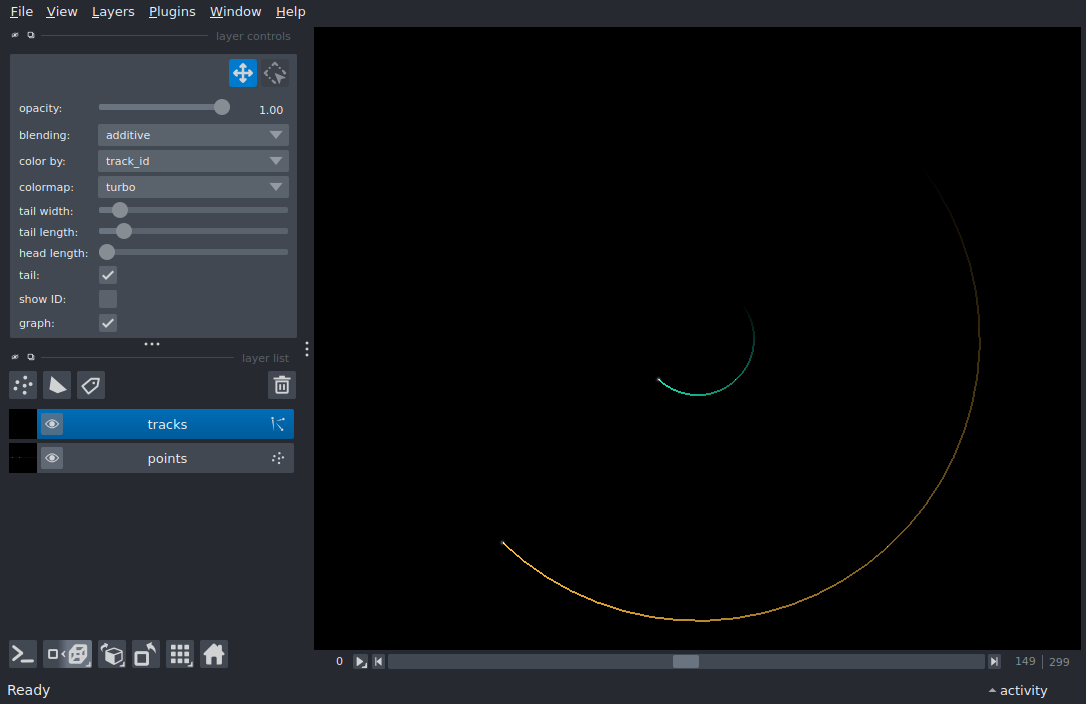 File View Layers Plugins Window Help
layer controls
opacity: 1.00
blending: additive
color by: track_id
colormap: turbo
tail width:
tail length:
head length:
tail:
show ID:
graph:
layer list
tracks
points
0 149 299
Ready activity